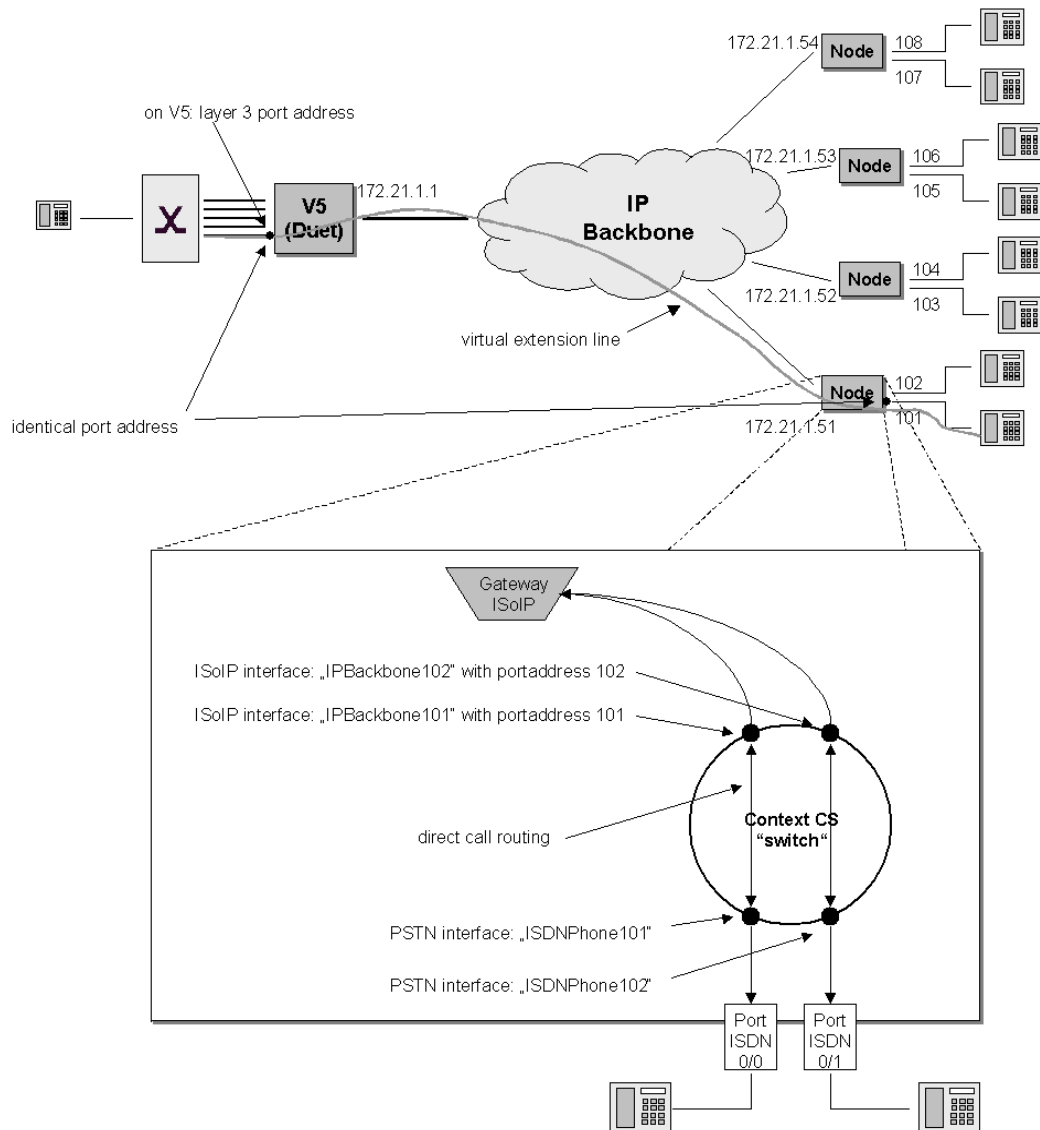 172.21.1.54
Node
108
107
on V5: layer 3 port address
172.21.1.53
Node
106
105
V5
(Duet)
172.21.1.1
IP
Backbone
Node
104
103
172.21.1.52
virtual extension line
Node
102
101
172.21.1.51
identical port address
Gateway
ISoIP
ISoIP interface: „IPBackbone102“ with portaddress 102
ISoIP interface: „IPBackbone101“ with portaddress 101
Context CS
“switch“
direct call routing
PSTN interface: „ISDNPhone101“
PSTN interface: „ISDNPhone102“
Port
ISDN
0/0
Port
ISDN
0/1